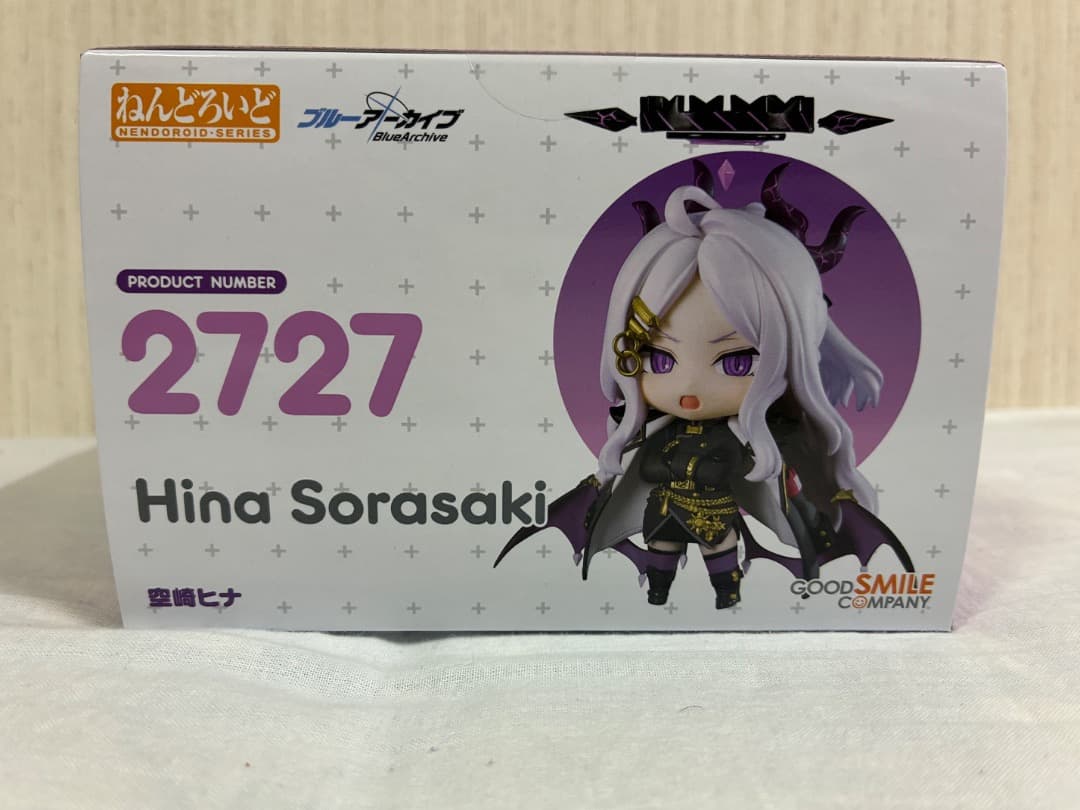 ねんどろいど
NENDOROID·SERIES
ブルーアーカイブ
BlueArchive
PRODUCT NUMBER
2727
Hina Sorasaki
空崎ヒナ
GOOD SMILE
COMPANY